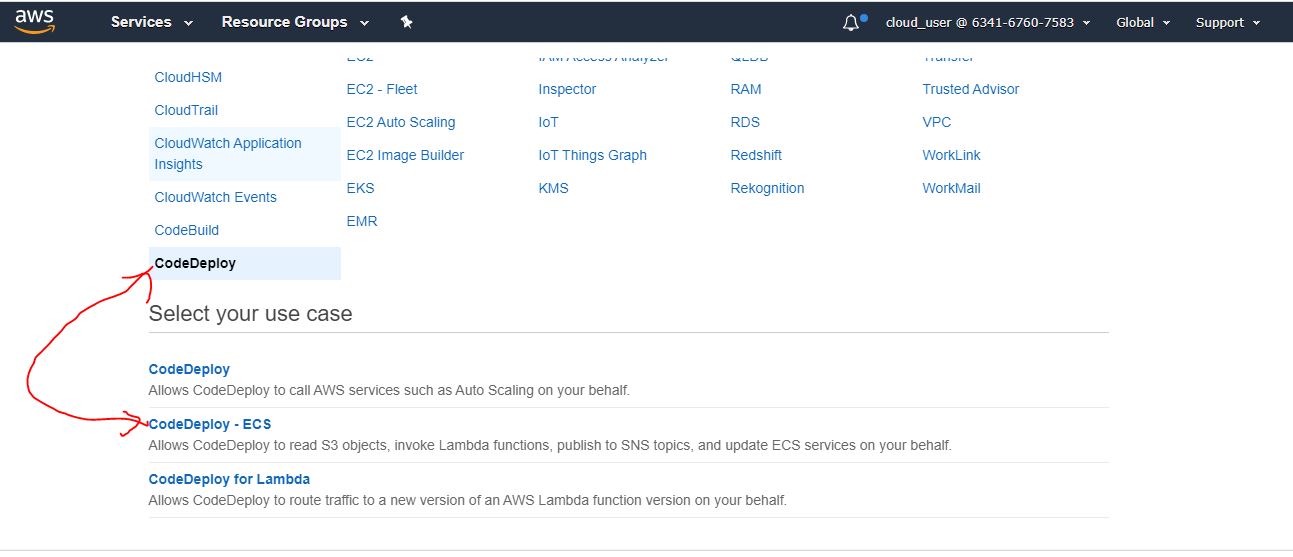 aws Services Resource Groups cloud_user @ 6341-6760-7583 Global Support
EC2 IAM Access Analyzer QLDB Transfer
CloudHSM
EC2 - Fleet Inspector RAM Trusted Advisor
CloudTrail
EC2 Auto Scaling IoT RDS VPC
CloudWatch Application
Insights
EC2 Image Builder IoT Things Graph Redshift WorkLink
EKS KMS Rekognition WorkMail
CloudWatch Events
EMR
CodeBuild
CodeDeploy
Select your use case
CodeDeploy
Allows CodeDeploy to call AWS services such as Auto Scaling on your behalf.
CodeDeploy - ECS
Allows CodeDeploy to read S3 objects, invoke Lambda functions, publish to SNS topics, and update ECS services on your behalf.
CodeDeploy for Lambda
Allows CodeDeploy to route traffic to a new version of an AWS Lambda function version on your behalf.